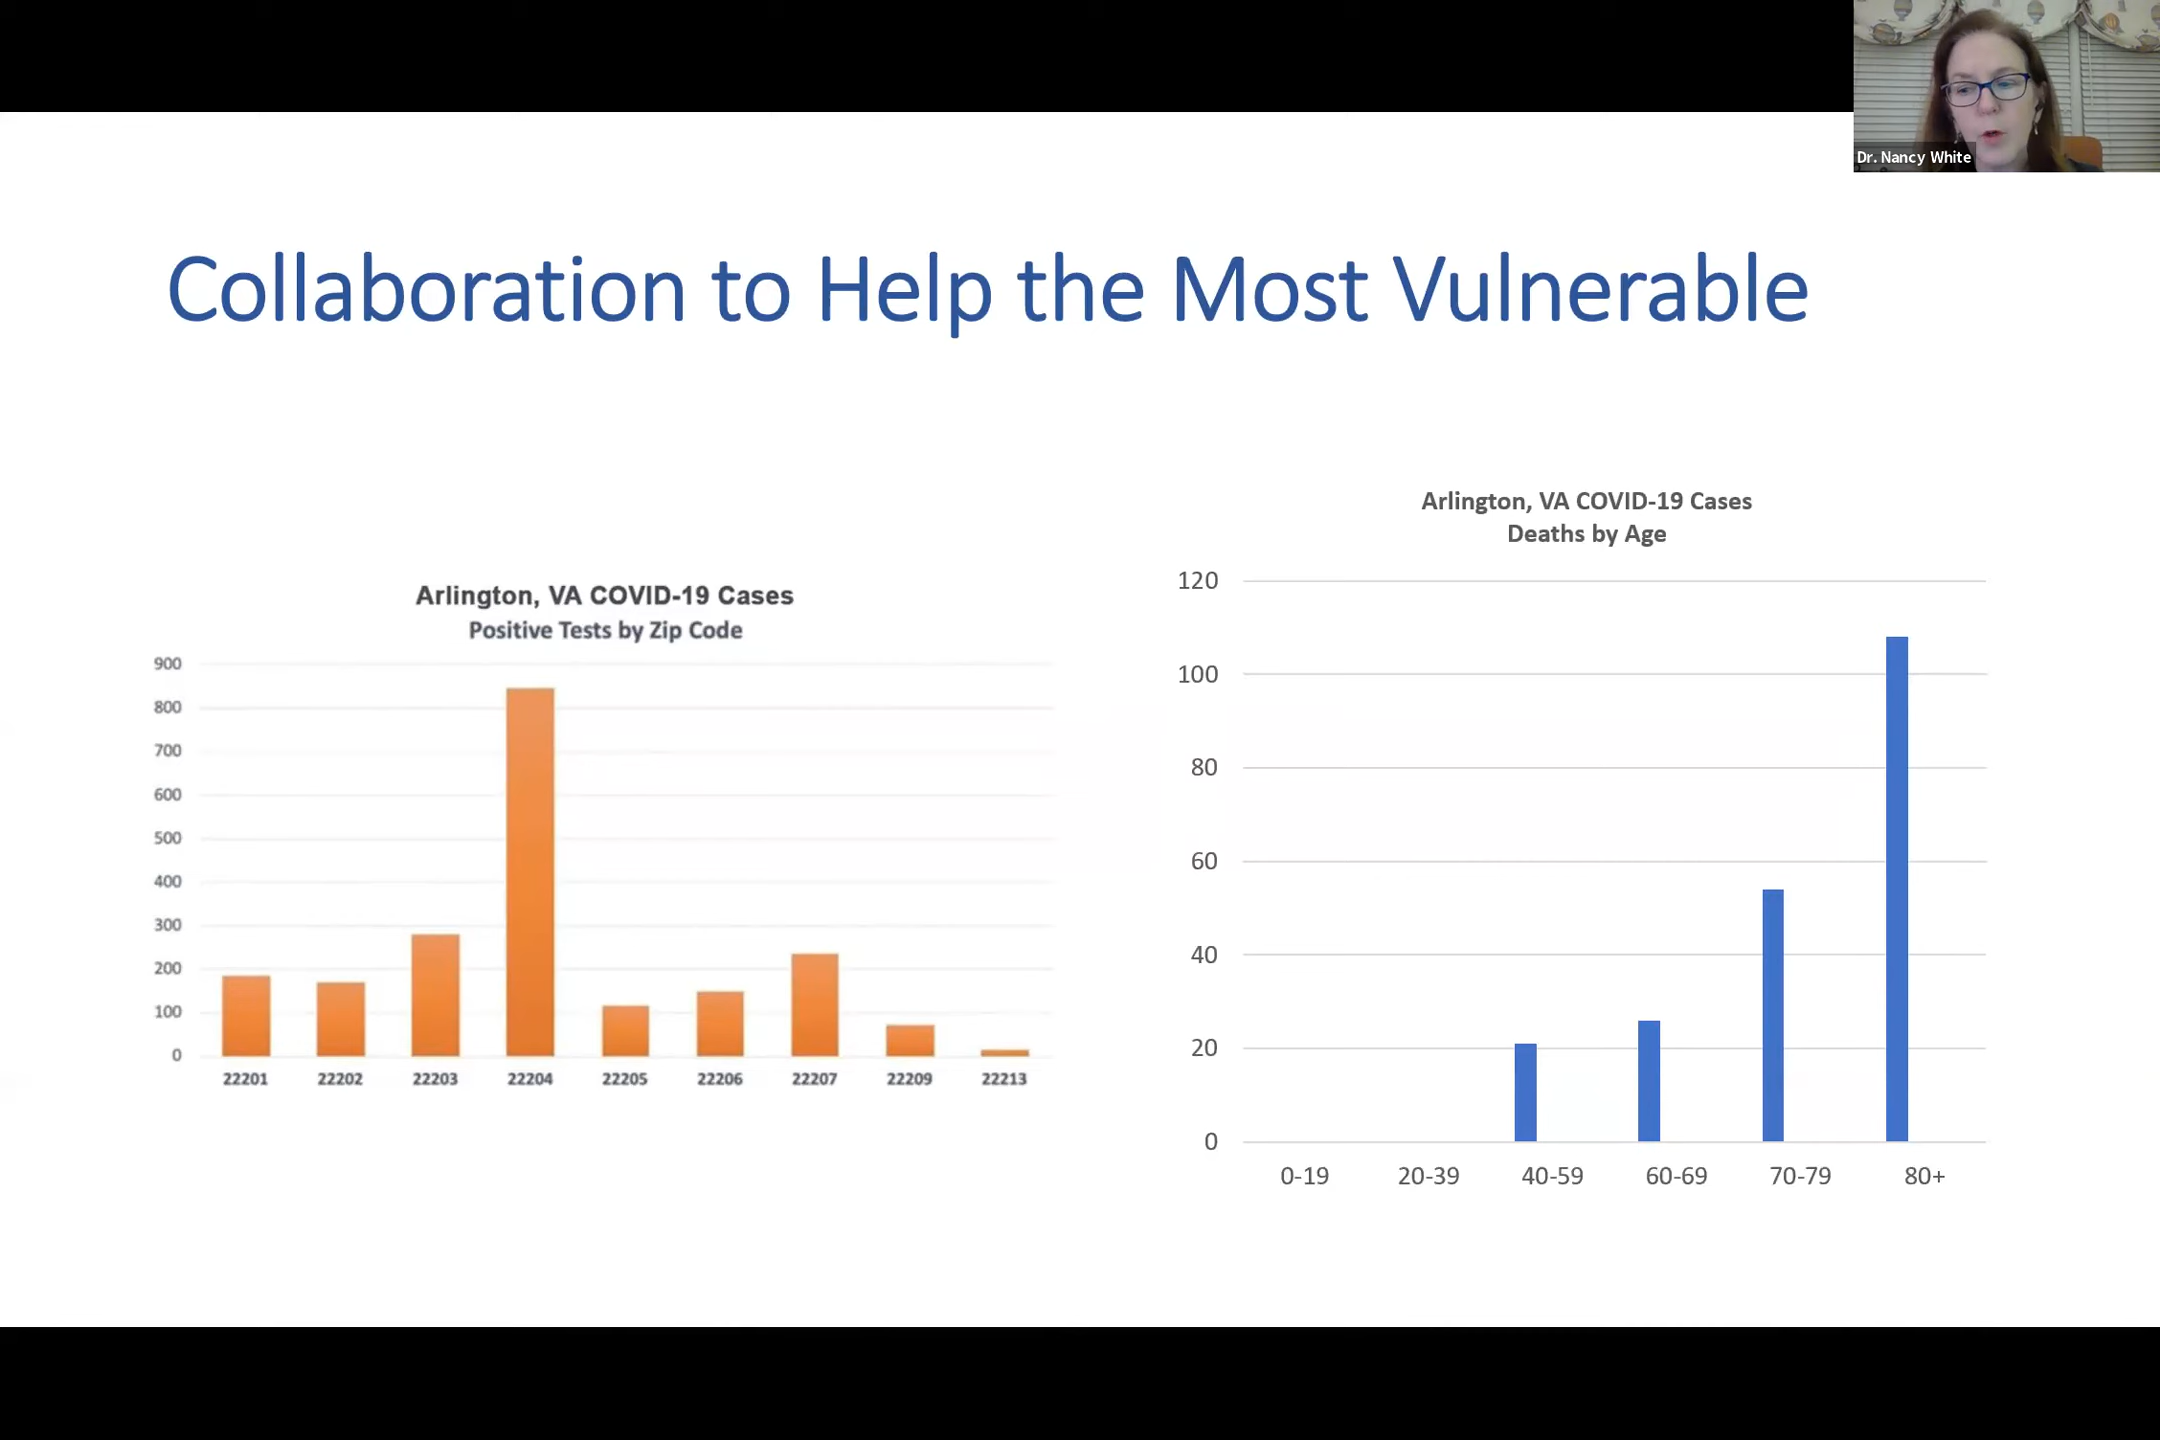 Dr. Nancy White
Collaboration to Help the Most Vulnerable
Arlington, VA COVID-19 Cases
Positive Tests by Zip Code
900
800
700
600
500
400
300
200
100
0
22201 22202 22203 22204 22205 22206 22207 22209 22213
Arlington, VA COVID-19 Cases
Deaths by Age
120
100
80
60
40
20
0
0-19 20-39 40-59 60-69 70-79 80+